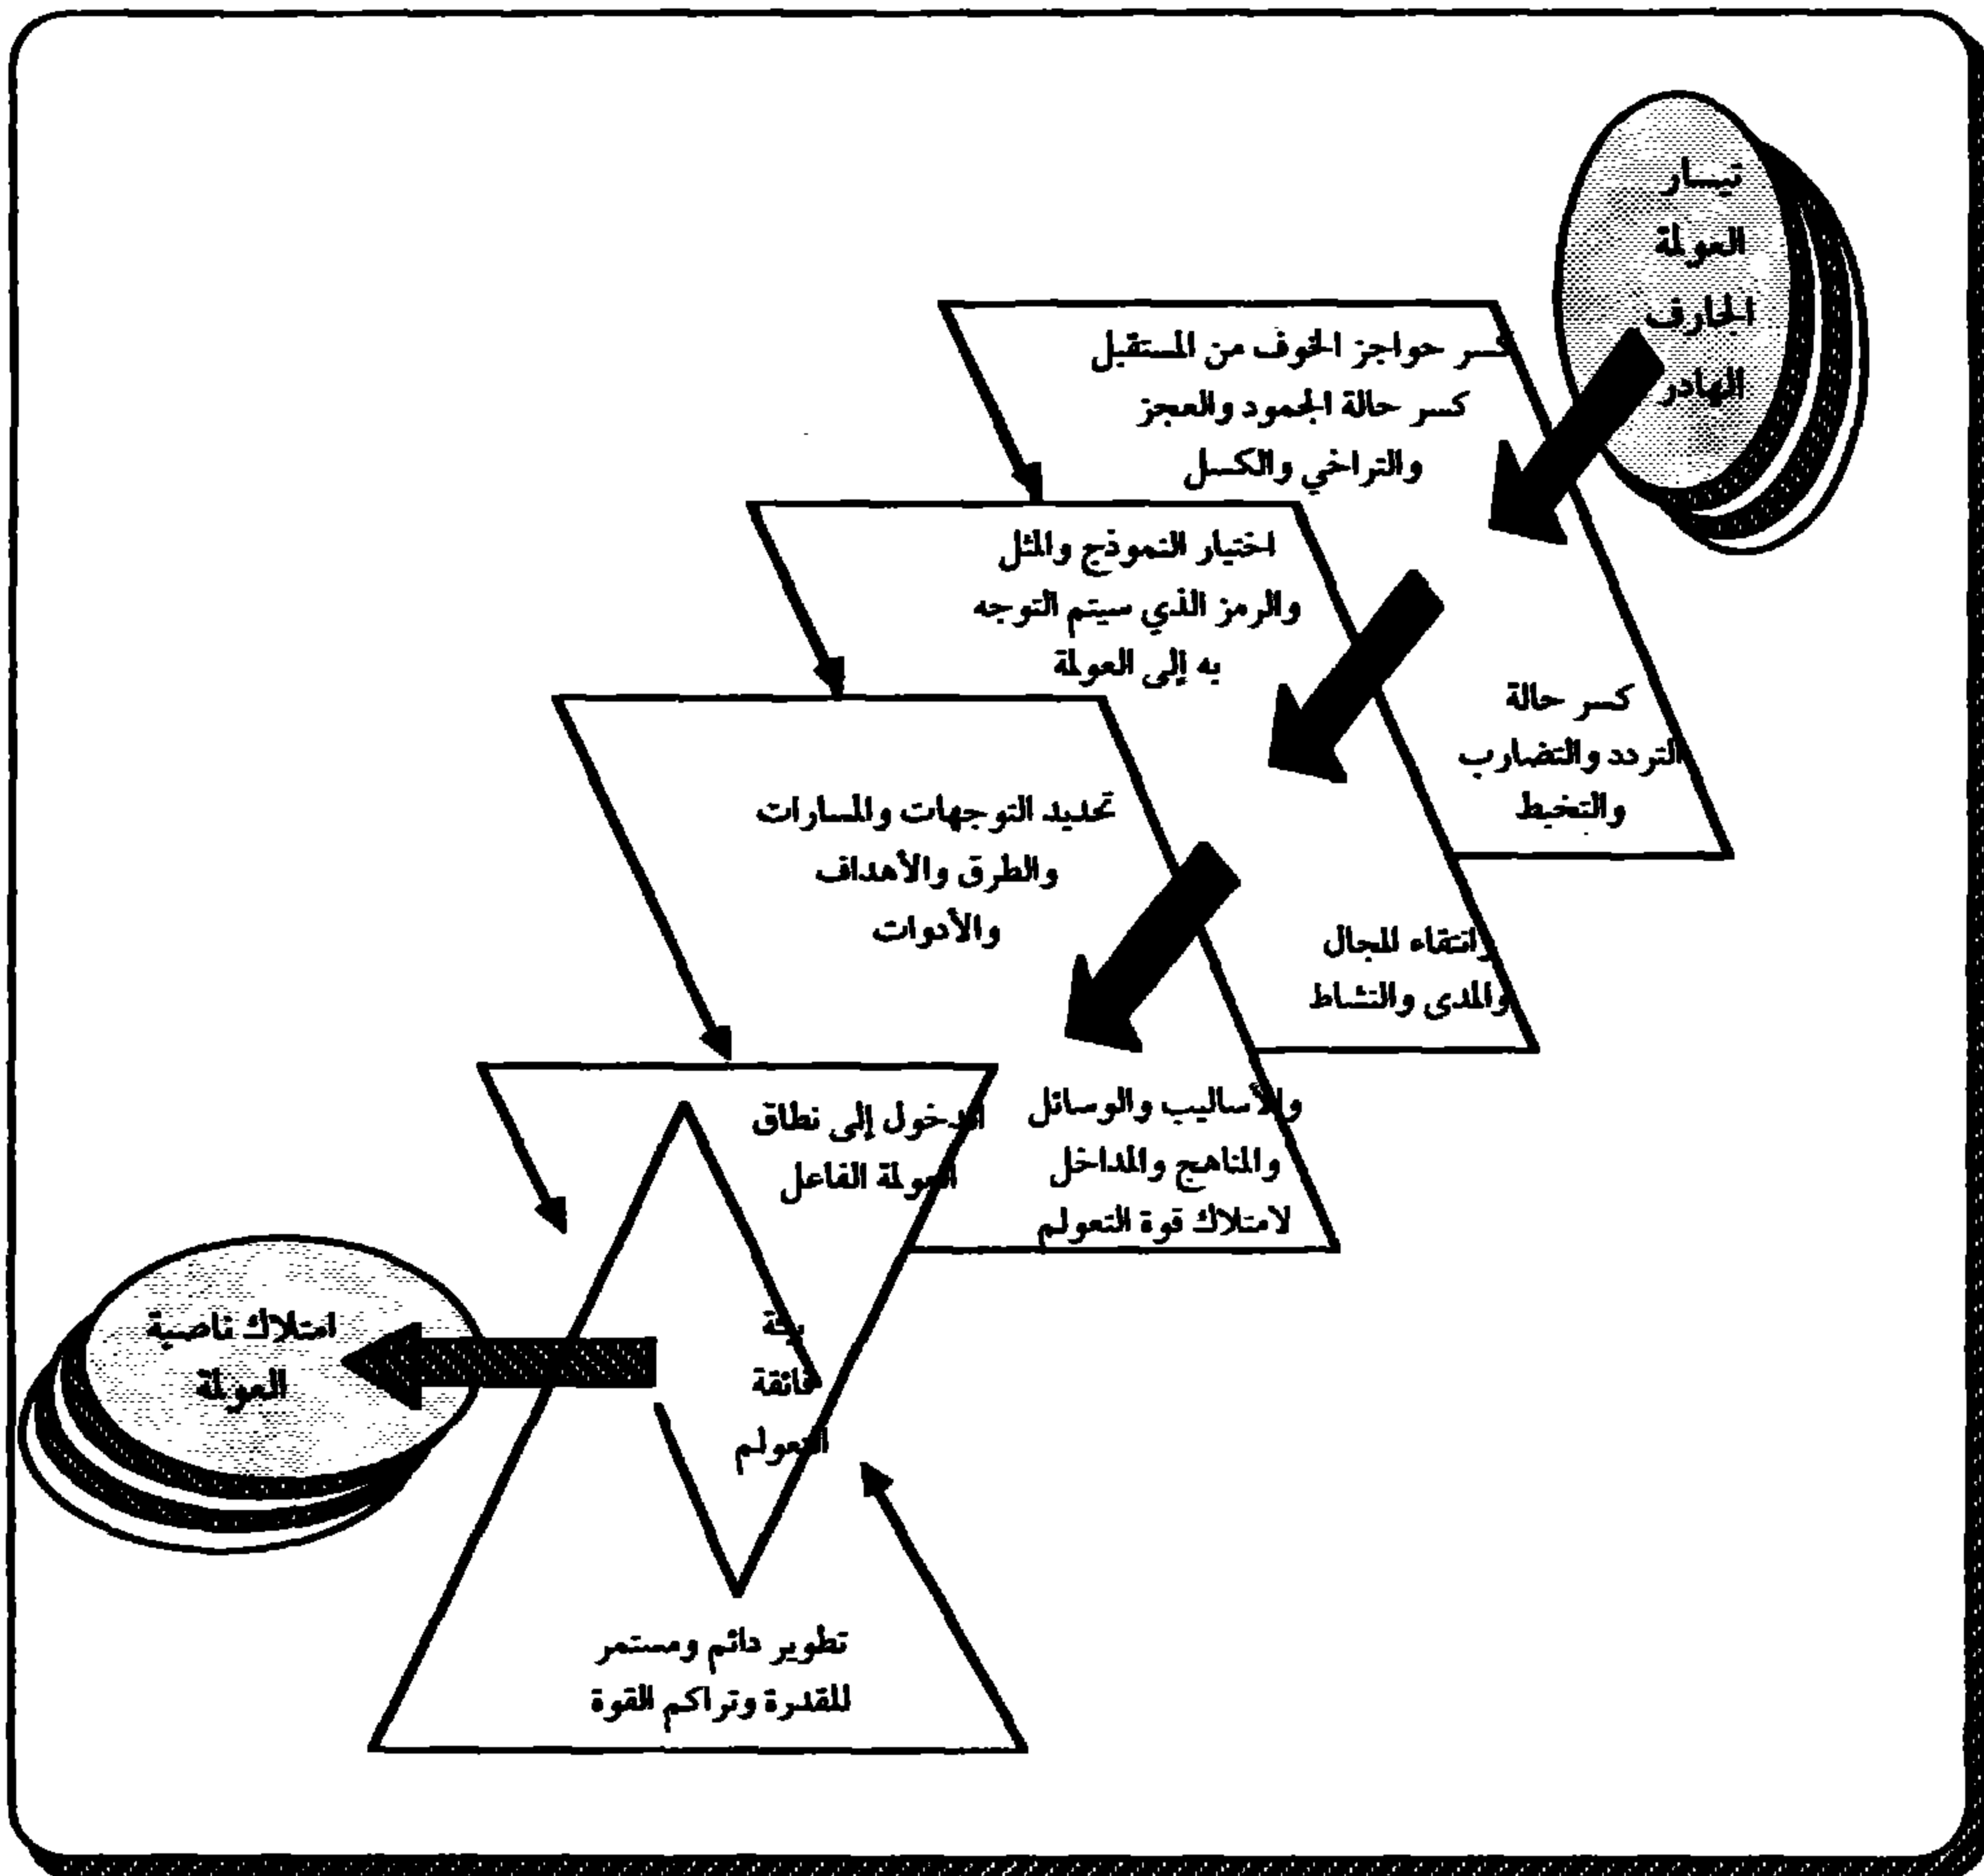 تيار
العولمة
الجارف
الهادر
كسر حواجز الخوف من المستقبل
كسر حالة الجمود والعجز
والتراخي والكسل
كسر حالة
التردد والتضارب
والتخبط
اختيار النموذج والمثل
والرمز الذي سيتم التوجه
به إلى العولمة
وانتقاء المجال
والمدى والنشاط
تحديد التوجهات والمسارات
والطرق والأهداف
والأدوات
والأساليب والوسائل
والمناهج والمداخل
لامتلاك قوة التعولم
الدخول إلى نطاق
العولمة الفاعل
بيئة
فائقة
التعولم
امتلاك ناصية
العولمة
تطوير دائم ومستمر
للقدرة وتراكم القوة